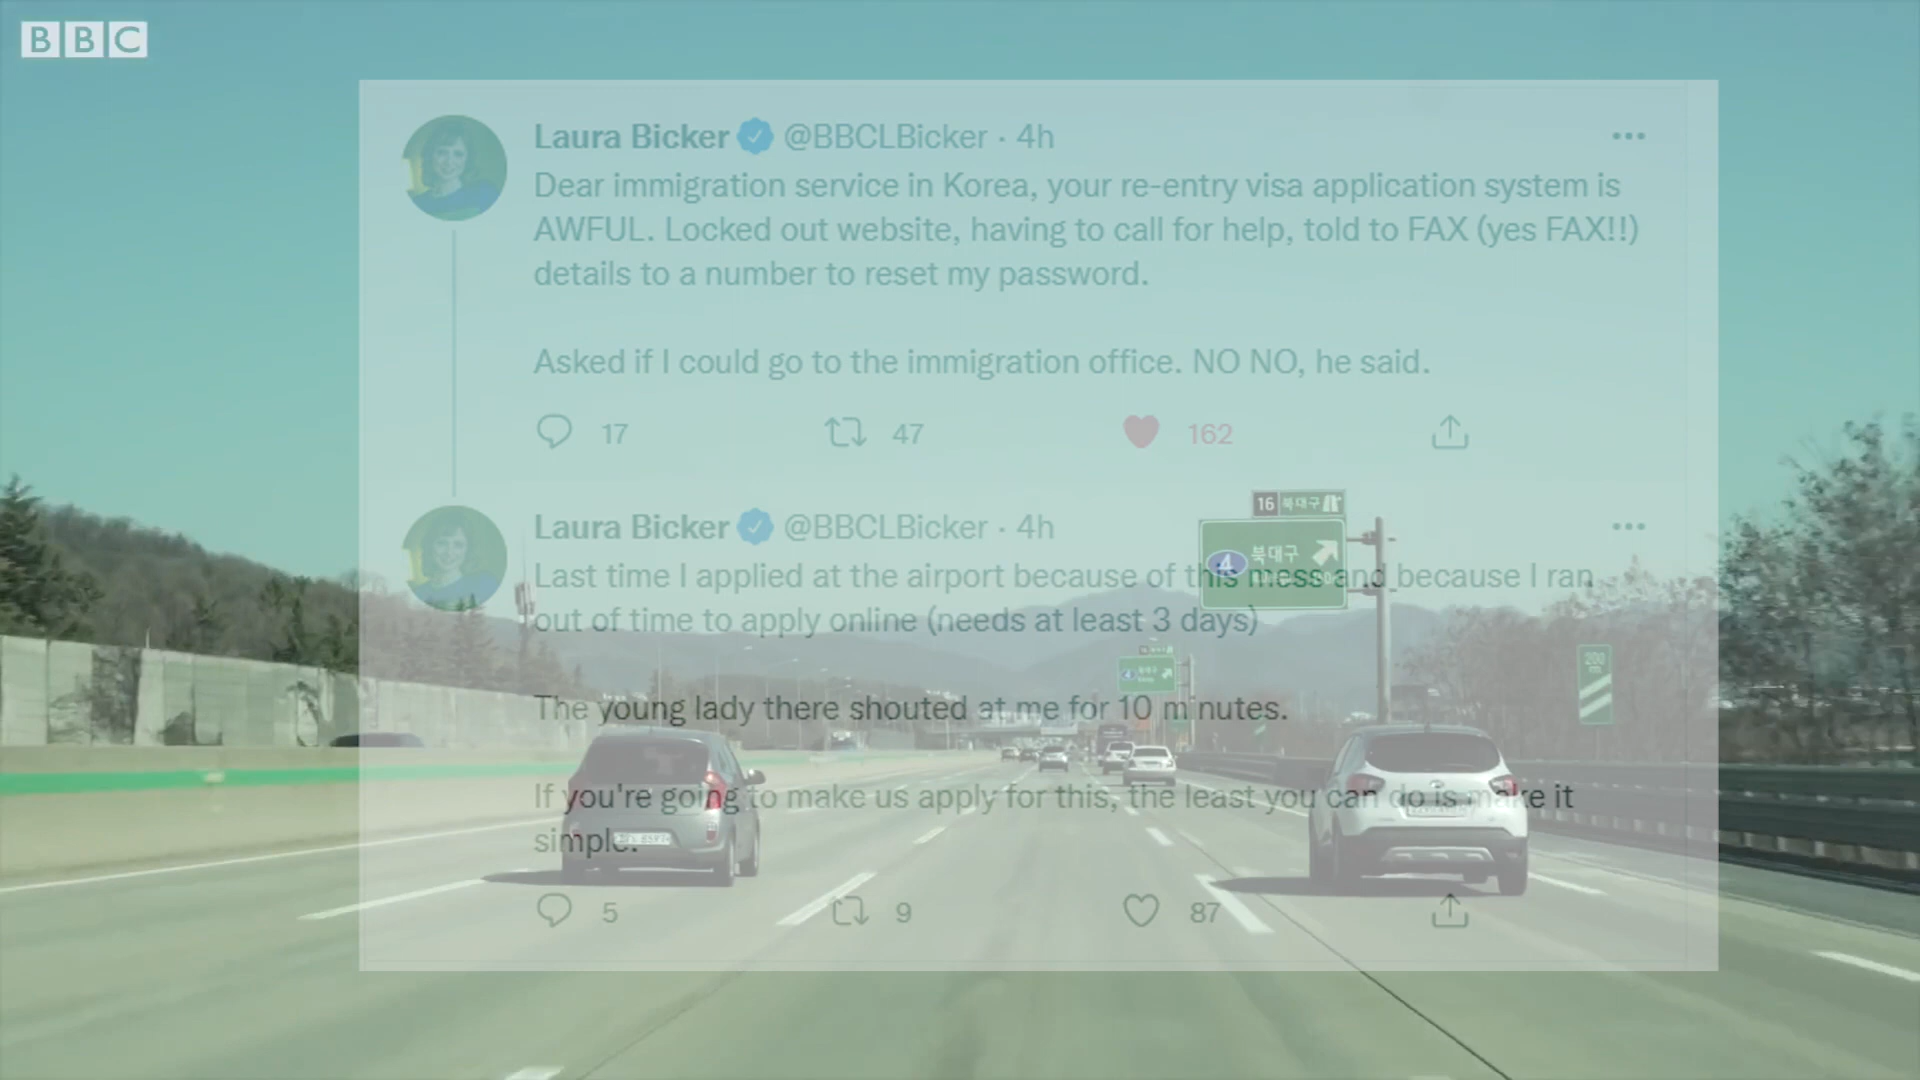 BBC
Laura Bicker @BBCLBicker · 4h
Dear immigration service in Korea, your re-entry visa application system is
AWFUL. Locked out website, having to call for help, told to FAX (yes FAX!!)
details to a number to reset my password.
Asked if I could go to the immigration office. NO NO, he said.
17 47 162
16 북대구
Laura Bicker @BBCLBicker · 4h
4 북대구
Last time I applied at the airport because of this mess and because I ran
out of time to apply online (needs at least 3 days)
200
m
The young lady there shouted at me for 10 minutes.
If you're going to make us apply for this, the least you can do is make it
simple.
5 9 87